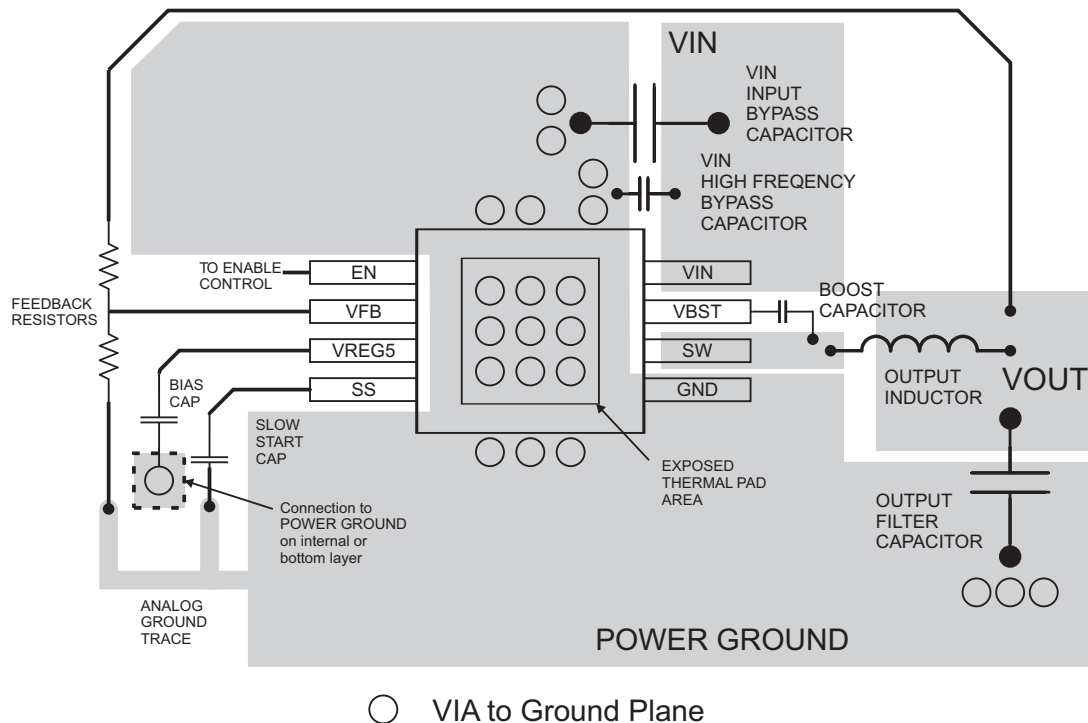 VIN
VIN
INPUT
BYPASS
CAPACITOR
VIN
HIGH FREQENCY
BYPASS
CAPACITOR
TO ENABLE
CONTROL
EN
VFB
VREG5
SS
VIN
VBST
SW
GND
FEEDBACK
RESISTORS
BIAS
CAP
SLOW
START
CAP
BOOST
CAPACITOR
OUTPUT
INDUCTOR
VOUT
EXPOSED
THERMAL PAD
AREA
Connection to
POWER GROUND
on internal or
bottom layer
OUTPUT
FILTER
CAPACITOR
ANALOG
GROUND
TRACE
POWER GROUND
VIA to Ground Plane